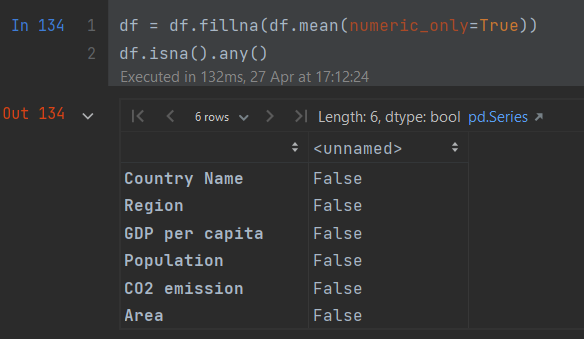 In 134 1 df = df.fillna(df.mean(numeric_only=True))
2 df.isna().any()
Executed in 132ms, 27 Apr at 17:12:24
Out 134 6 rows Length: 6, dtype: bool pd.Series
<unnamed>
Country Name False
Region False
GDP per capita False
Population False
CO2 emission False
Area False